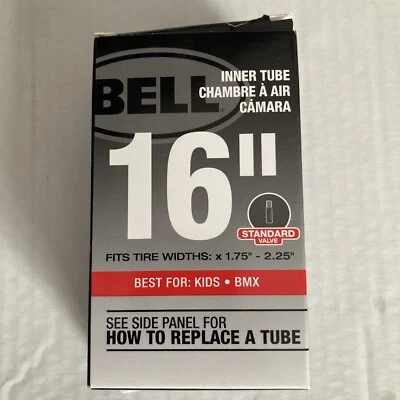 BELL
INNER TUBE
CHAMBRE À AIR
CÁMARA
16"
STANDARD
VALVE
FITS TIRE WIDTHS: x 1.75" - 2.25"
BEST FOR: KIDS • BMX
SEE SIDE PANEL FOR
HOW TO REPLACE A TUBE